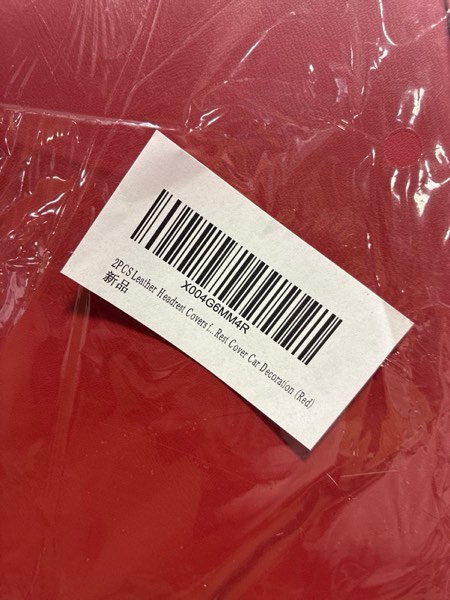 X004G6MM4R
2PCS Leather Headrest Covers f... Rest Cover Car Decoration (Red)
新品